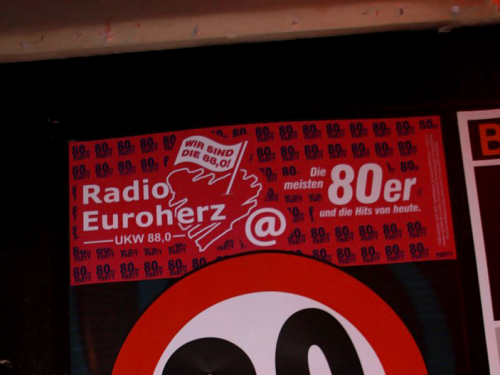 WIR SIND
DIE 88,0!
Radio
Euroherz
UKW 88,0
@
Die
meisten
80er
und die Hits von heute.